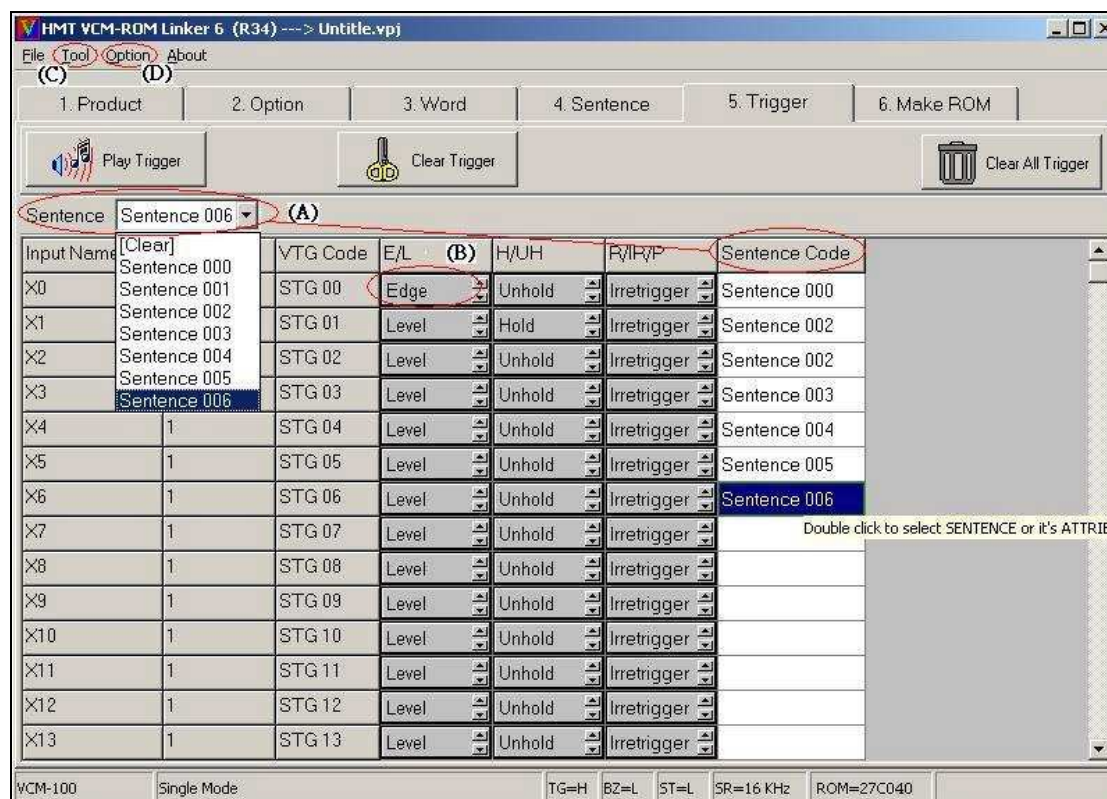 HMT VCM-ROM Linker 6 (R34) ---> Untitle.vpj
File Tool Option About
(C) (D)
1. Product 2. Option 3. Word 4. Sentence 5. Trigger 6. Make ROM
Play Trigger Clear Trigger Clear All Trigger
Sentence Sentence 006 (A)
[Clear]
Sentence 000
Sentence 001
Sentence 002
Sentence 003
Sentence 004
Sentence 005
Sentence 006
Input Name VTG Code E/L (B) H/UH R/IR/P Sentence Code
X0 STG 00 Edge Unhold Irretrigger Sentence 000
X1 STG 01 Level Hold Irretrigger Sentence 002
X2 STG 02 Level Unhold Irretrigger Sentence 002
X3 STG 03 Level Unhold Irretrigger Sentence 003
X4 1 STG 04 Level Unhold Irretrigger Sentence 004
X5 1 STG 05 Level Unhold Irretrigger Sentence 005
X6 1 STG 06 Level Unhold Irretrigger Sentence 006
X7 1 STG 07 Level Unhold Irretrigger
Double click to select SENTENCE or it's ATTRIB
X8 1 STG 08 Level Unhold Irretrigger
X9 1 STG 09 Level Unhold Irretrigger
X10 1 STG 10 Level Unhold Irretrigger
X11 1 STG 11 Level Unhold Irretrigger
X12 1 STG 12 Level Unhold Irretrigger
X13 1 STG 13 Level Unhold Irretrigger
VCM-100 Single Mode TG=H BZ=L ST=L SR=16 KHz ROM=27C040